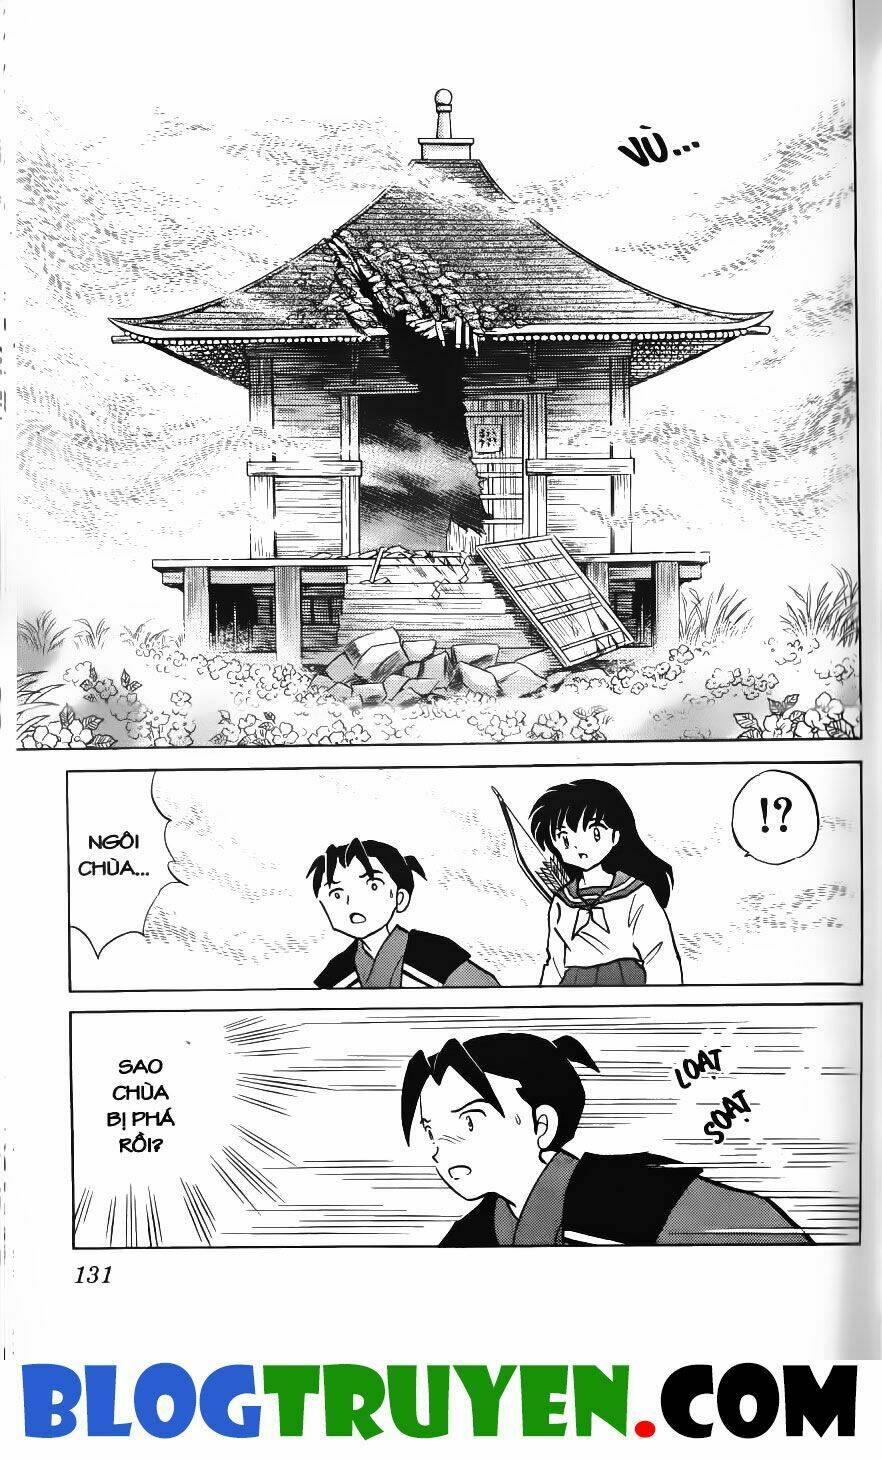 VÙ...
!?
NGÔI
CHÙA...
LOẠT
SOẠT
SAO
CHÙA
BỊ PHÁ
RỒI?
131
BLOGTRUYEN.COM